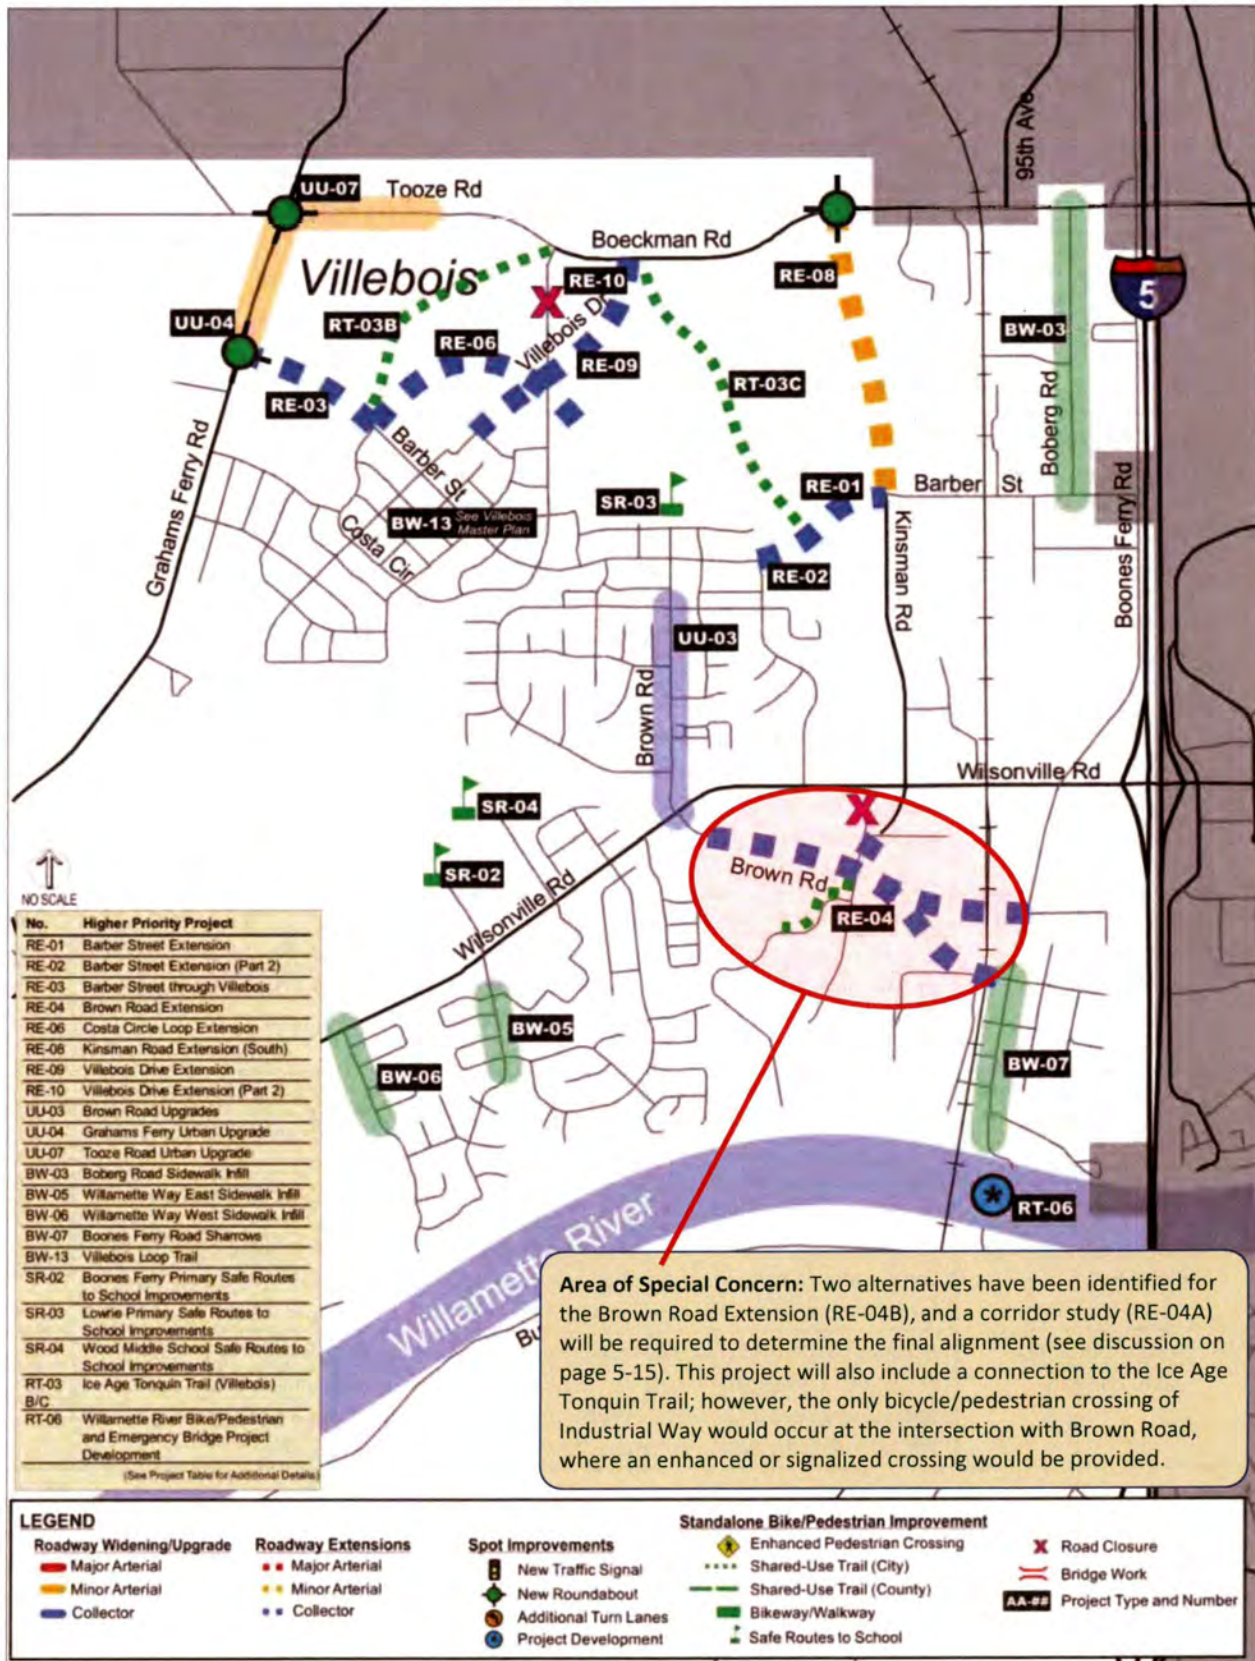 95th Ave
UU-07
Tooze Rd
Boeckman Rd
Villebois
RE-10
RE-08
5
UU-04
RT-03B
RE-06
Villebois Dr
RE-09
BW-03
RE-03
RT-03C
Boberg Rd
Grahams Ferry Rd
Barber St
RE-01
Barber St
Boones Ferry Rd
SR-03
BW-13 See Villebois
Master Plan
Costa Cir
Kinsman Rd
RE-02
UU-03
Brown Rd
Wilsonville Rd
SR-04
SR-02
Brown Rd
RE-04
Wilsonville Rd
NO SCALE
BW-05
BW-06
BW-07
RT-06
Willamette River
Bu
No. Higher Priority Project
RE-01 Barber Street Extension
RE-02 Barber Street Extension (Part 2)
RE-03 Barber Street through Villebois
RE-04 Brown Road Extension
RE-06 Costa Circle Loop Extension
RE-08 Kinsman Road Extension (South)
RE-09 Villebois Drive Extension
RE-10 Villebois Drive Extension (Part 2)
UU-03 Brown Road Upgrades
UU-04 Grahams Ferry Urban Upgrade
UU-07 Tooze Road Urban Upgrade
BW-03 Boberg Road Sidewalk Infill
BW-05 Willamette Way East Sidewalk Infill
BW-06 Willamette Way West Sidewalk Infill
BW-07 Boones Ferry Road Sharrows
BW-13 Villebois Loop Trail
SR-02 Boones Ferry Primary Safe Routes
to School Improvements
SR-03 Lowrie Primary Safe Routes to
School Improvements
SR-04 Wood Middle School Safe Routes to
School Improvements
RT-03 Ice Age Tonquin Trail (Villebois)
B/C
RT-06 Willamette River Bike/Pedestrian
and Emergency Bridge Project
Development
(See Project Table for Additional Details)
Area of Special Concern: Two alternatives have been identified for
the Brown Road Extension (RE-04B), and a corridor study (RE-04A)
will be required to determine the final alignment (see discussion on
page 5-15). This project will also include a connection to the Ice Age
Tonquin Trail; however, the only bicycle/pedestrian crossing of
Industrial Way would occur at the intersection with Brown Road,
where an enhanced or signalized crossing would be provided.
LEGEND
Roadway Widening/Upgrade
Major Arterial
Minor Arterial
Collector
Roadway Extensions
Major Arterial
Minor Arterial
Collector
Spot Improvements
New Traffic Signal
New Roundabout
Additional Turn Lanes
Project Development
Standalone Bike/Pedestrian Improvement
Enhanced Pedestrian Crossing
Shared-Use Trail (City)
Shared-Use Trail (County)
Bikeway/Walkway
Safe Routes to School
Road Closure
Bridge Work
AA-## Project Type and Number